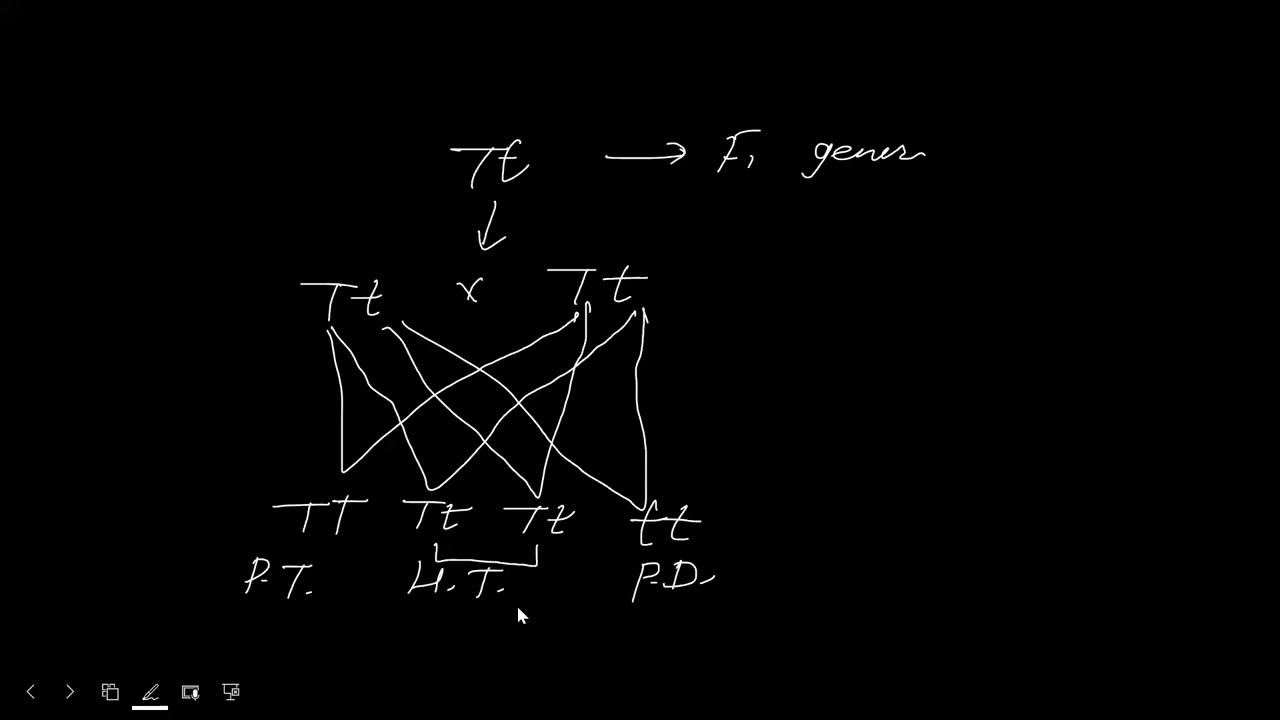 Tt → F₁ gener
↓
Tt x Tt
TT Tt Tt tt
P.T. H.T. P.D.